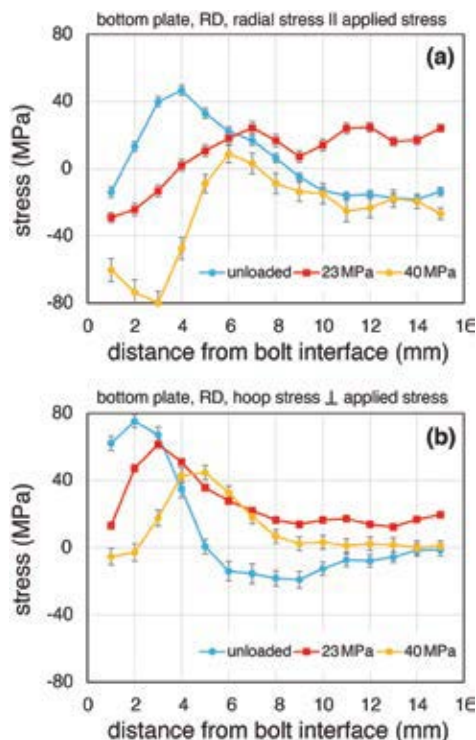 bottom plate, RD, radial stress ll applied stress
(a)
80
40
0
-40
-80
stress (MPa)
unloaded 23 MPa 40 MPa
0 2 4 6 8 10 12 14 16
distance from bolt interface (mm)
bottom plate, RD, hoop stress ⊥ applied stress
(b)
80
40
0
-40
-80
stress (MPa)
unloaded 23 MPa 40 MPa
0 2 4 6 8 10 12 14 16
distance from bolt interface (mm)